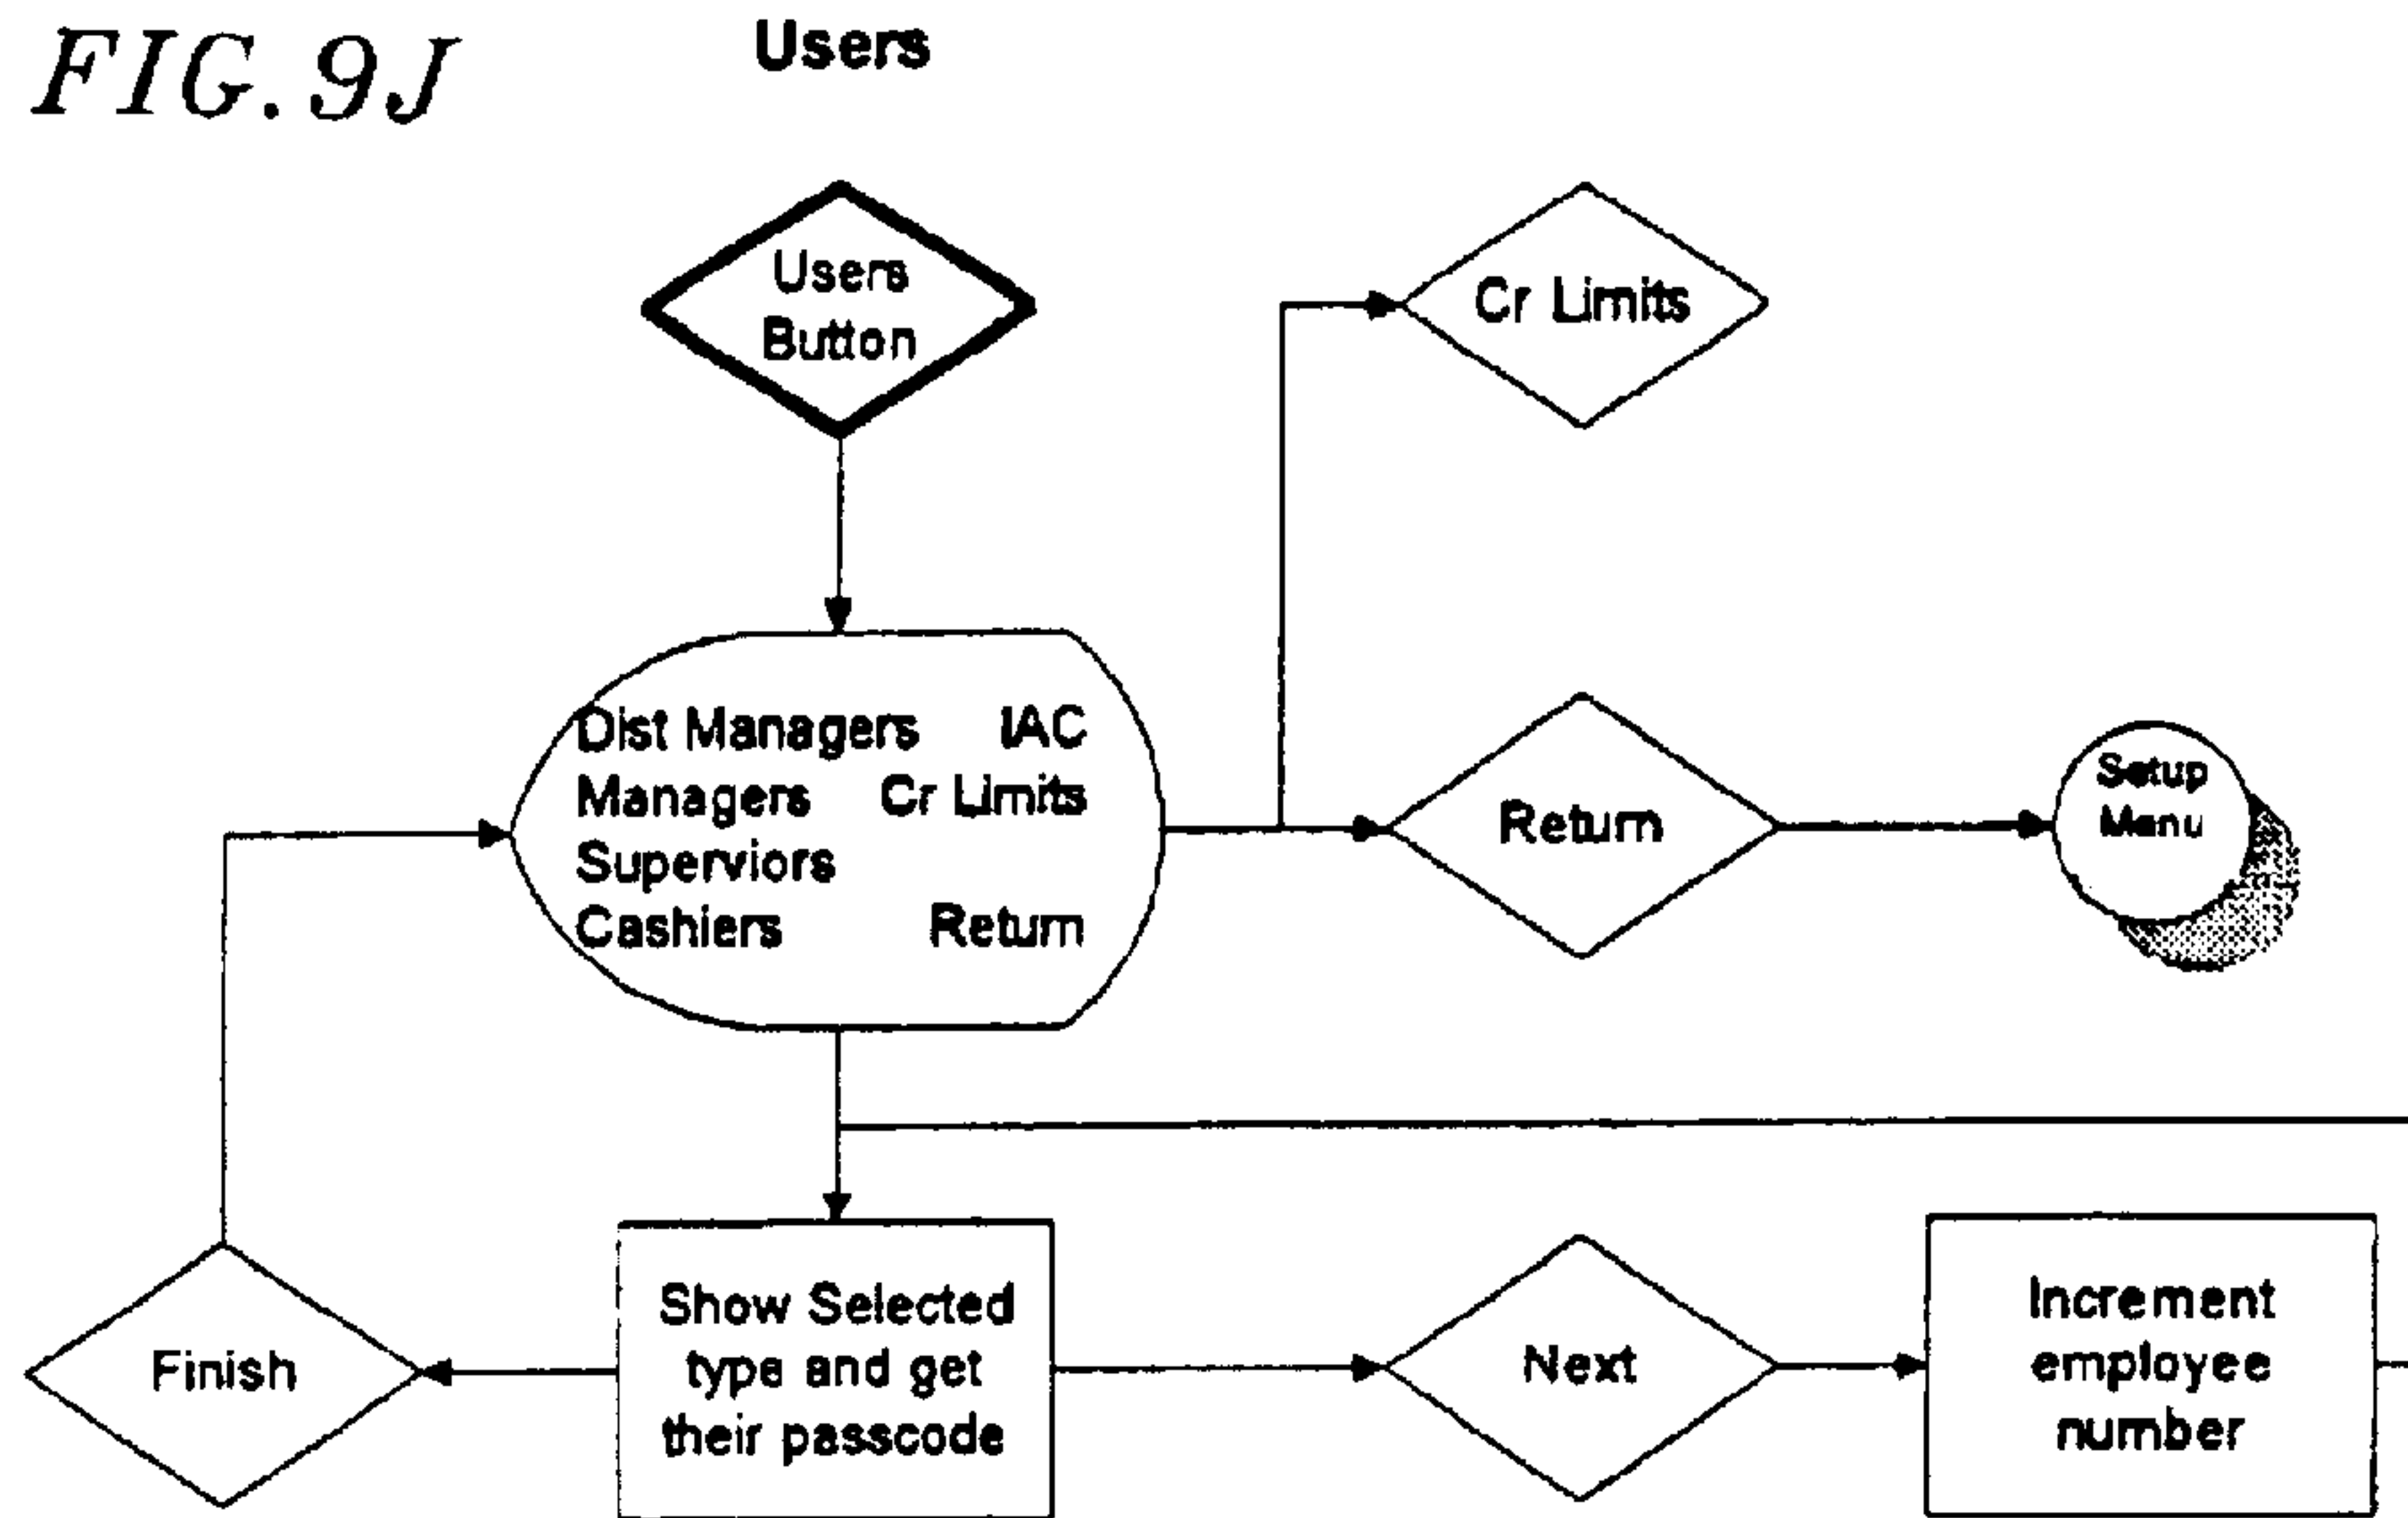 FIG. 9J
Users
Users
Button
Cr Limits
Dist Managers IAC
Managers Cr Limits
Superviors
Cashiers Return
Return
Setup
Menu
Finish
Show Selected
type and get
their passcode
Next
Increment
employee
number